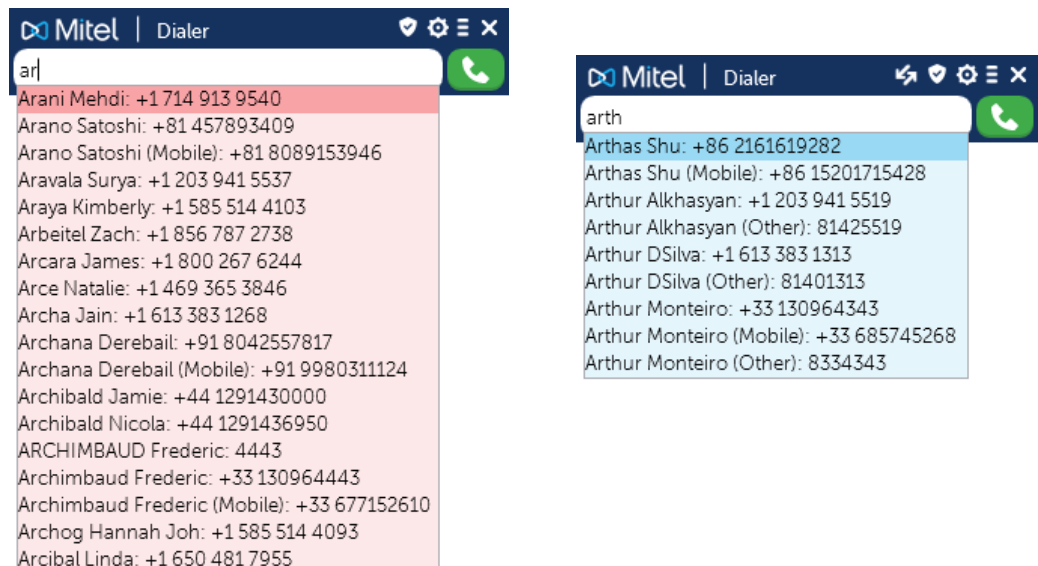 Mitel | Dialer
ar
Arani Mehdi: +1 714 913 9540
Arano Satoshi: +81 457893409
Arano Satoshi (Mobile): +81 8089153946
Aravala Surya: +1 203 941 5537
Araya Kimberly: +1 585 514 4103
Arbeitel Zach: +1 856 787 2738
Arcara James: +1 800 267 6244
Arce Natalie: +1 469 365 3846
Archa Jain: +1 613 383 1268
Archana Derebail: +91 8042557817
Archana Derebail (Mobile): +91 9980311124
Archibald Jamie: +44 1291430000
Archibald Nicola: +44 1291436950
ARCHIMBAUD Frederic: 4443
Archimbaud Frederic: +33 130964443
Archimbaud Frederic (Mobile): +33 677152610
Archog Hannah Joh: +1 585 514 4093
Arcibal Linda: +1 650 481 7955
Mitel | Dialer
arth
Arthas Shu: +86 2161619282
Arthas Shu (Mobile): +86 15201715428
Arthur Alkhasyan: +1 203 941 5519
Arthur Alkhasyan (Other): 81425519
Arthur DSilva: +1 613 383 1313
Arthur DSilva (Other): 81401313
Arthur Monteiro: +33 130964343
Arthur Monteiro (Mobile): +33 685745268
Arthur Monteiro (Other): 8334343